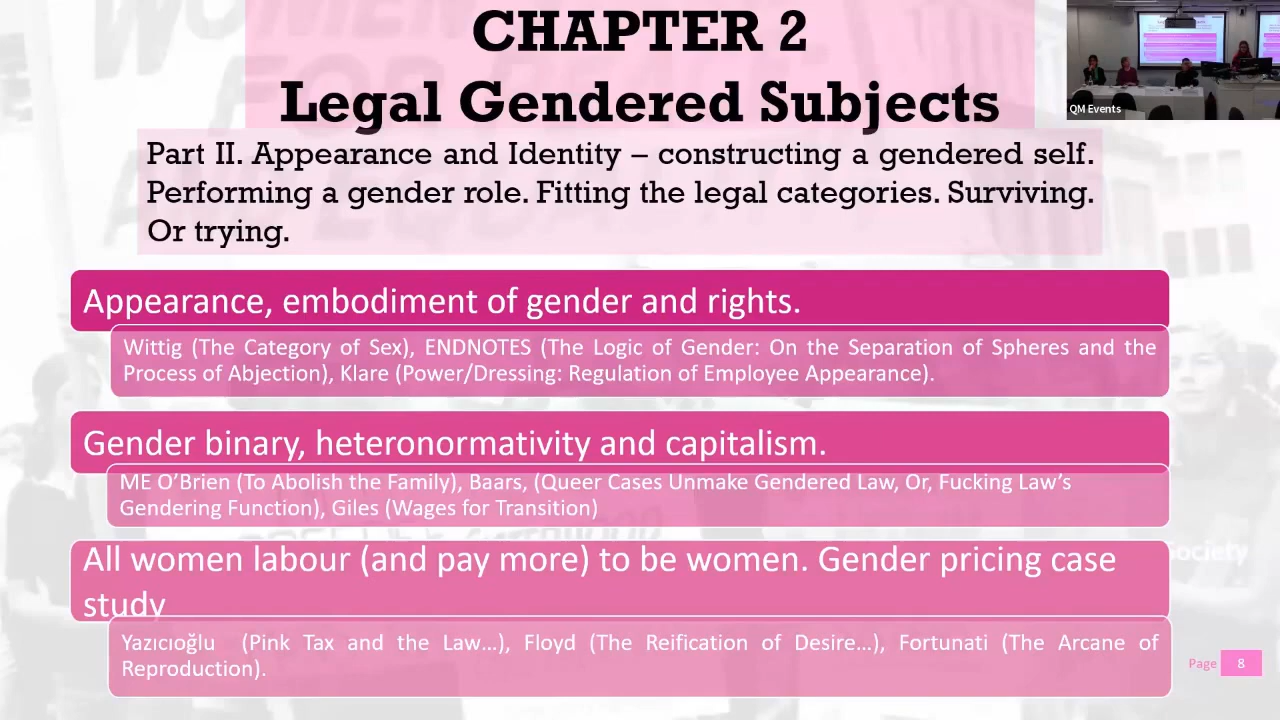 CHAPTER 2
Legal Gendered Subjects
QM Events
Part II. Appearance and Identity – constructing a gendered self.
Performing a gender role. Fitting the legal categories. Surviving.
Or trying.
Appearance, embodiment of gender and rights.
Wittig (The Category of Sex), ENDNOTES (The Logic of Gender: On the Separation of Spheres and the
Process of Abjection), Klare (Power/Dressing: Regulation of Employee Appearance).
Gender binary, heteronormativity and capitalism.
ME O’Brien (To Abolish the Family), Baars, (Queer Cases Unmake Gendered Law, Or, Fucking Law’s
Gendering Function), Giles (Wages for Transition)
All women labour (and pay more) to be women. Gender pricing case
study
Society
Yazıcıoğlu (Pink Tax and the Law…), Floyd (The Reification of Desire…), Fortunati (The Arcane of
Reproduction).
Page 8